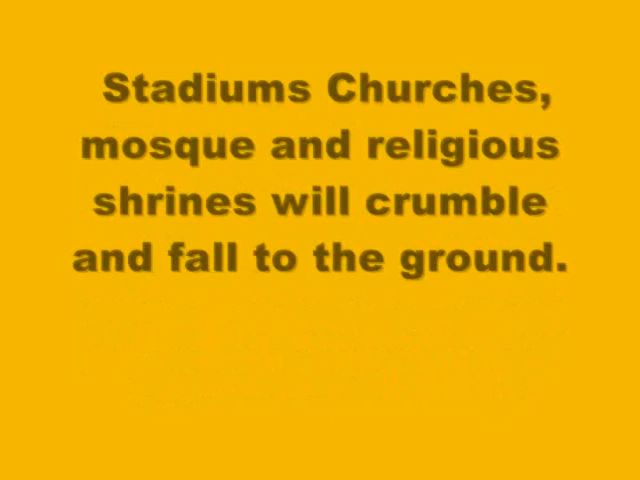 Stadiums Churches,
mosque and religious
shrines will crumble
and fall to the ground.